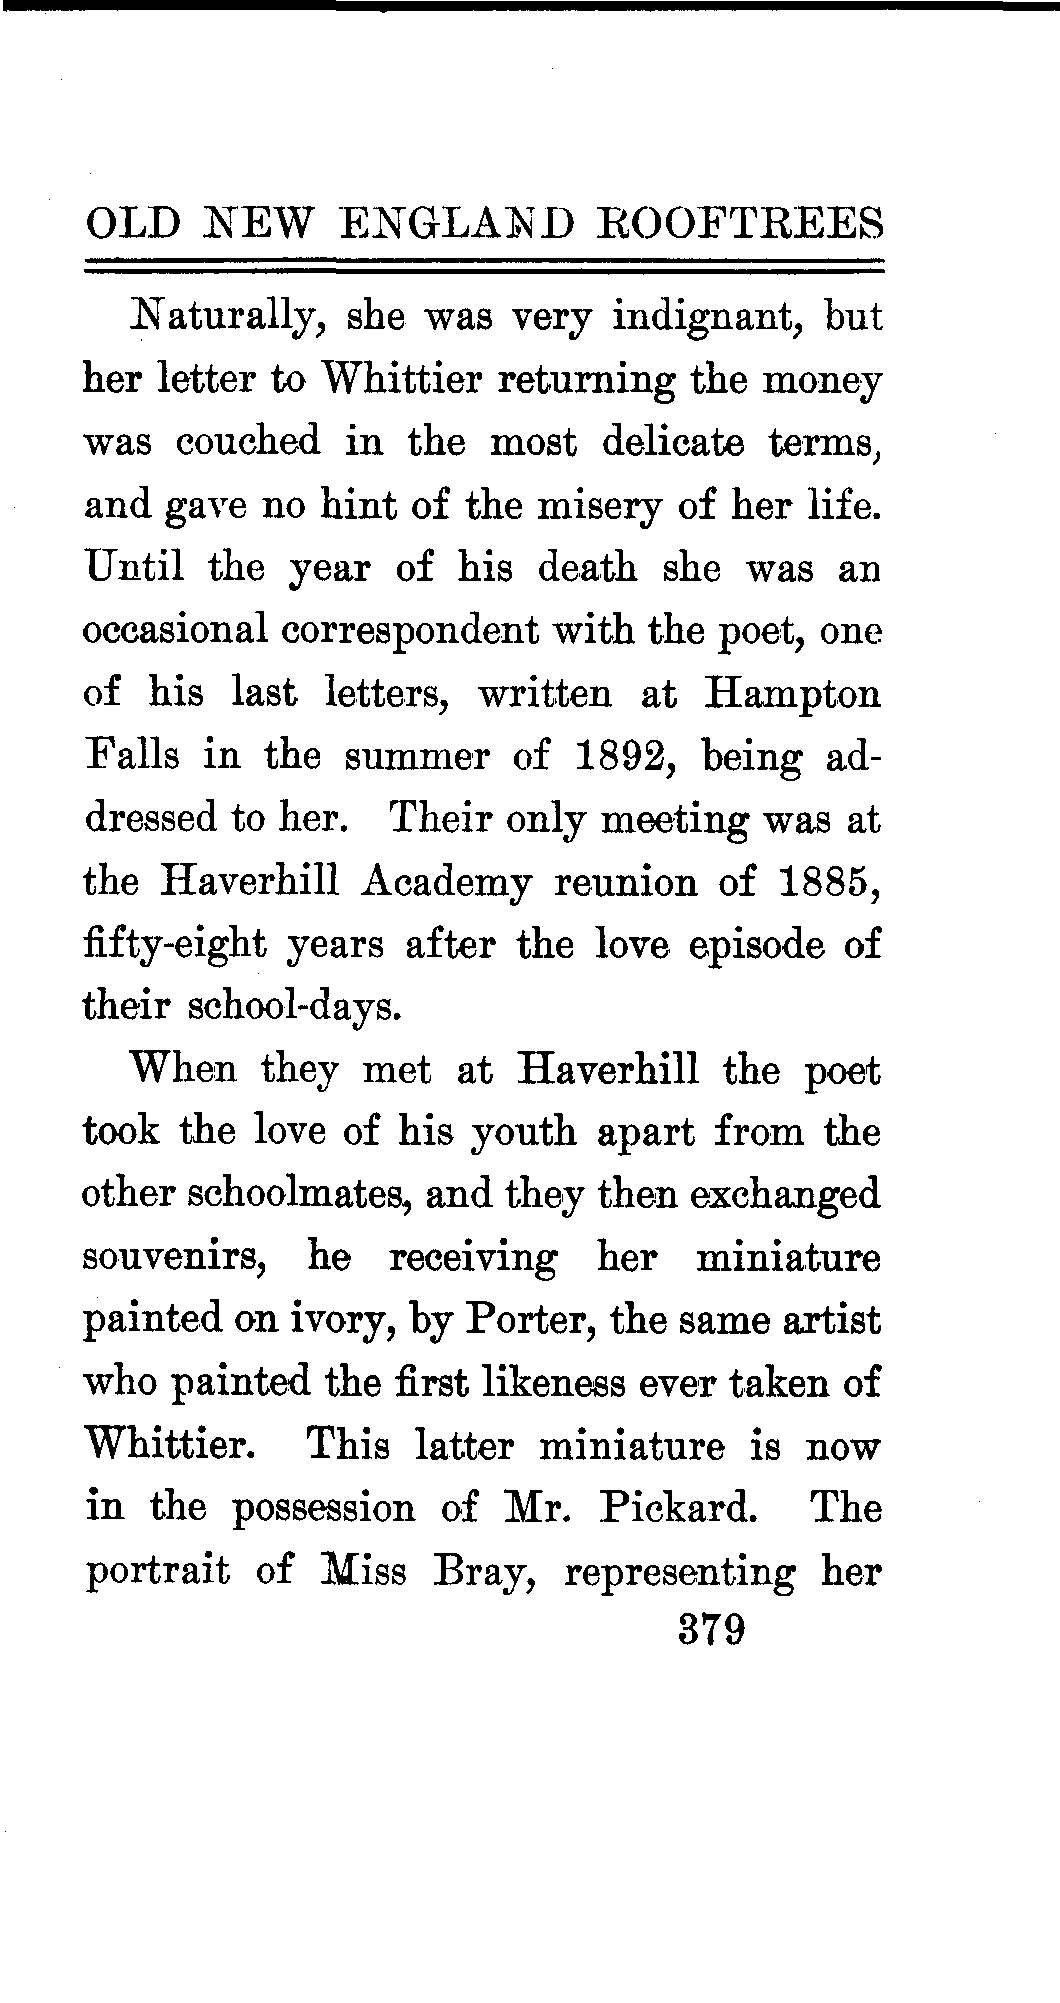 OLD NEW ENGLAND ROOFTREES
Naturally, she was very indignant, but
her letter to Whittier returning the money
was couched in the most delicate terms,
and gave no hint of the misery of her life.
Until the year of his death she was an
occasional correspondent with the poet, one
of his last letters, written at Hampton
Falls in the summer of 1892, being ad-
dressed to her. Their only meeting was at
the Haverhill Academy reunion of 1885,
fifty-eight years after the love episode of
their school-days.
When they met at Haverhill the poet
took the love of his youth apart from the
other schoolmates, and they then exchanged
souvenirs, he receiving her miniature
painted on ivory, by Porter, the same artist
who painted the first likeness ever taken of
Whittier. This latter miniature is now
in the possession of Mr. Pickard. The
portrait of Miss Bray, representing her
379